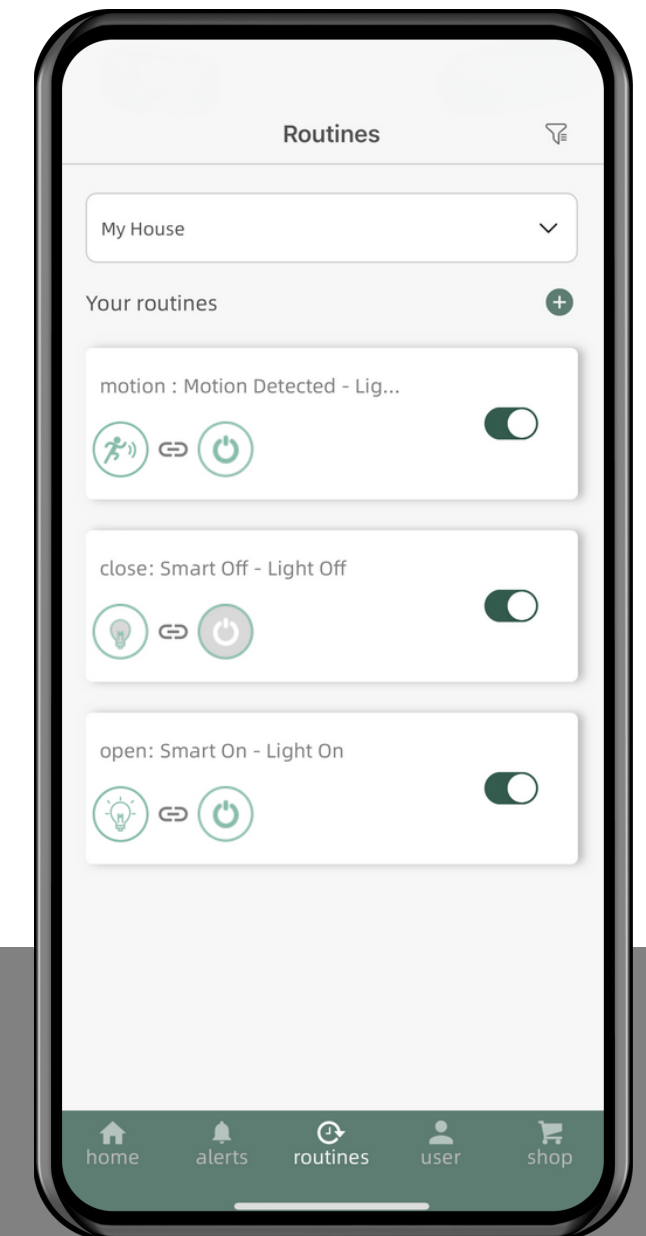 Routines
My House
Your routines
motion : Motion Detected - Lig...
close: Smart Off - Light Off
open: Smart On - Light On
home alerts routines user shop